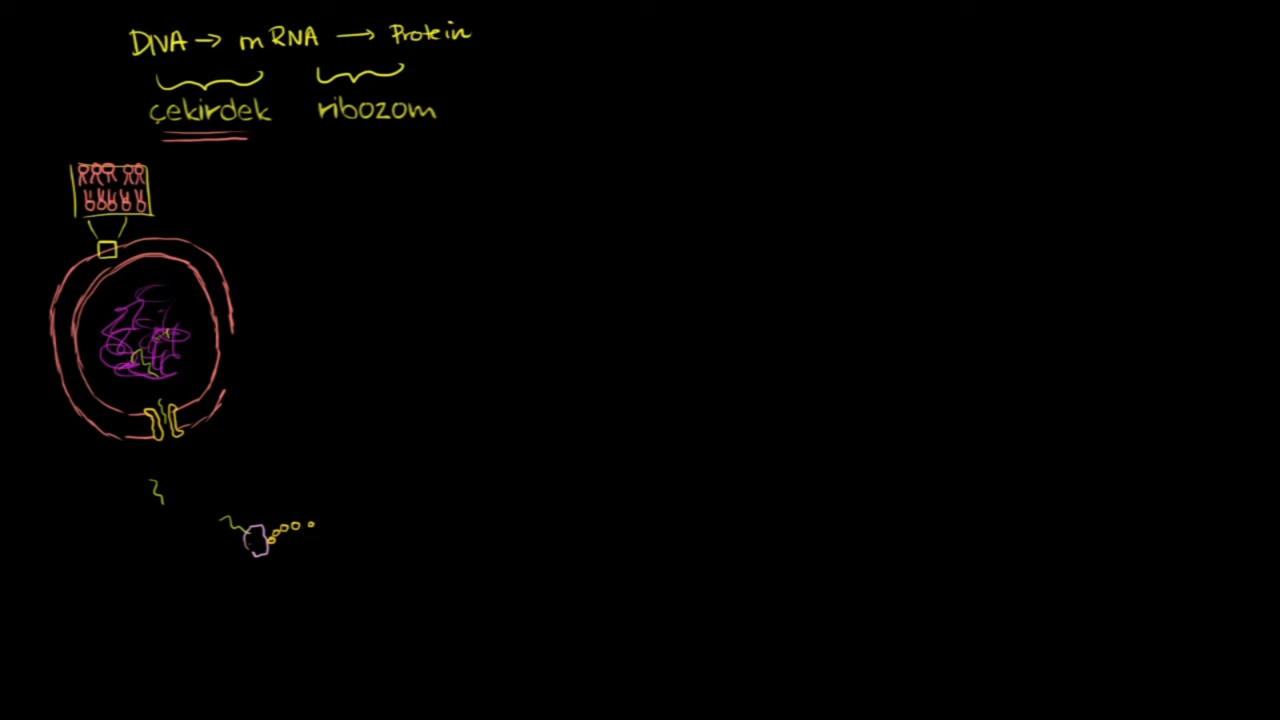 DNA → mRNA → Protein
çekirdek ribozom